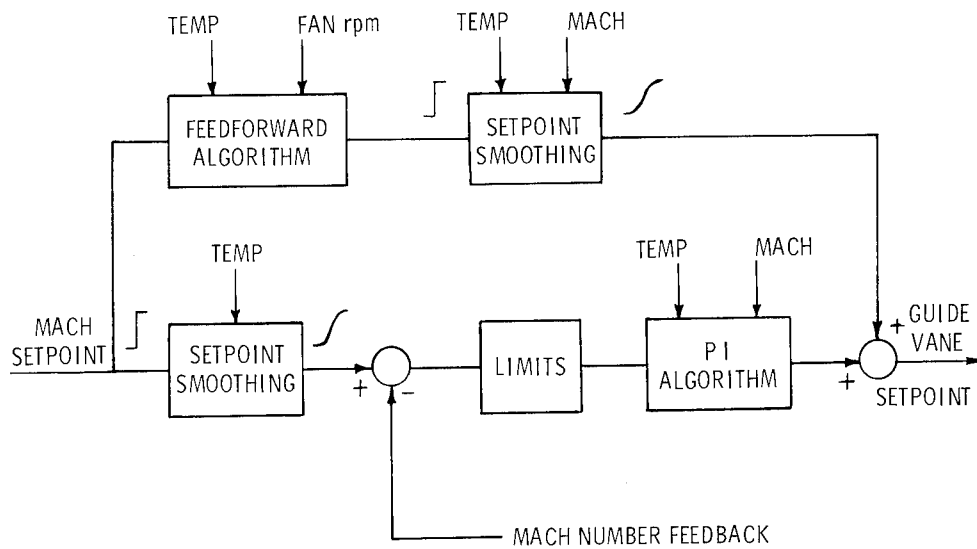 TEMP
FAN rpm
TEMP
MACH
FEEDFORWARD
ALGORITHM
SETPOINT
SMOOTHING
TEMP
TEMP
MACH
MACH
SETPOINT
SETPOINT
SMOOTHING
+
-
LIMITS
PI
ALGORITHM
+
+
GUIDE
VANE
SETPOINT
MACH NUMBER FEEDBACK